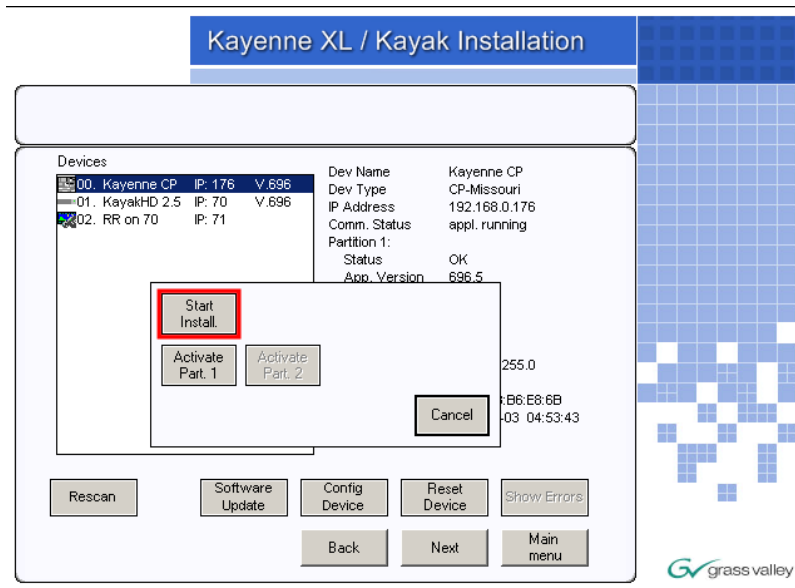 Kayenne XL / Kayak Installation
Devices
00. Kayenne CP IP: 176 V.696
01. KayakHD 2.5 IP: 70 V.696
02. RR on 70 IP: 71
Dev Name Kayenne CP
Dev Type CP-Missouri
IP Address 192.168.0.176
Comm. Status appl. running
Partition 1:
Status OK
App. Version 696.5
Start
Install.
Activate
Part. 1
Activate
Part. 2
255.0
:B6:E8:6B
-03 04:53:43
Cancel
Rescan
Software
Update
Config
Device
Reset
Device
Show Errors
Back
Next
Main
menu
grass valley